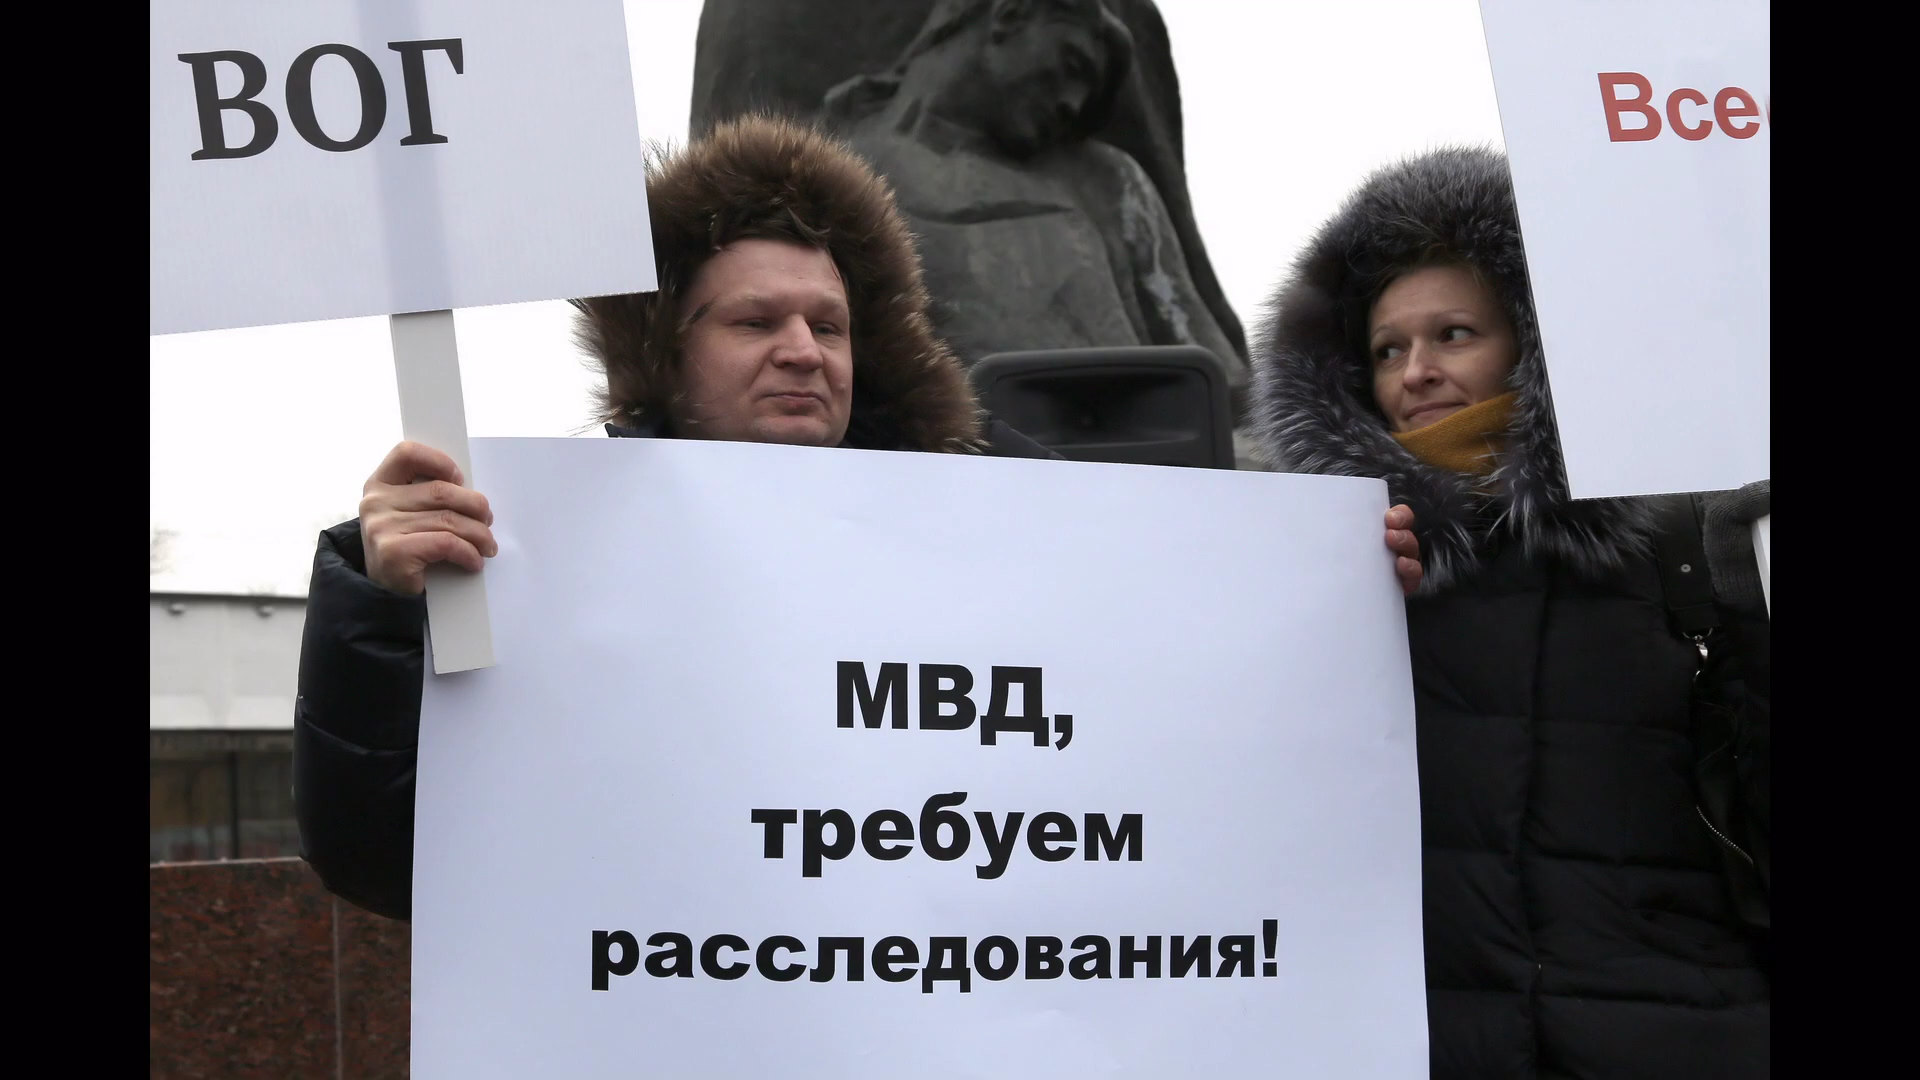 ВОГ
Все
МВД,
требуем
расследования!